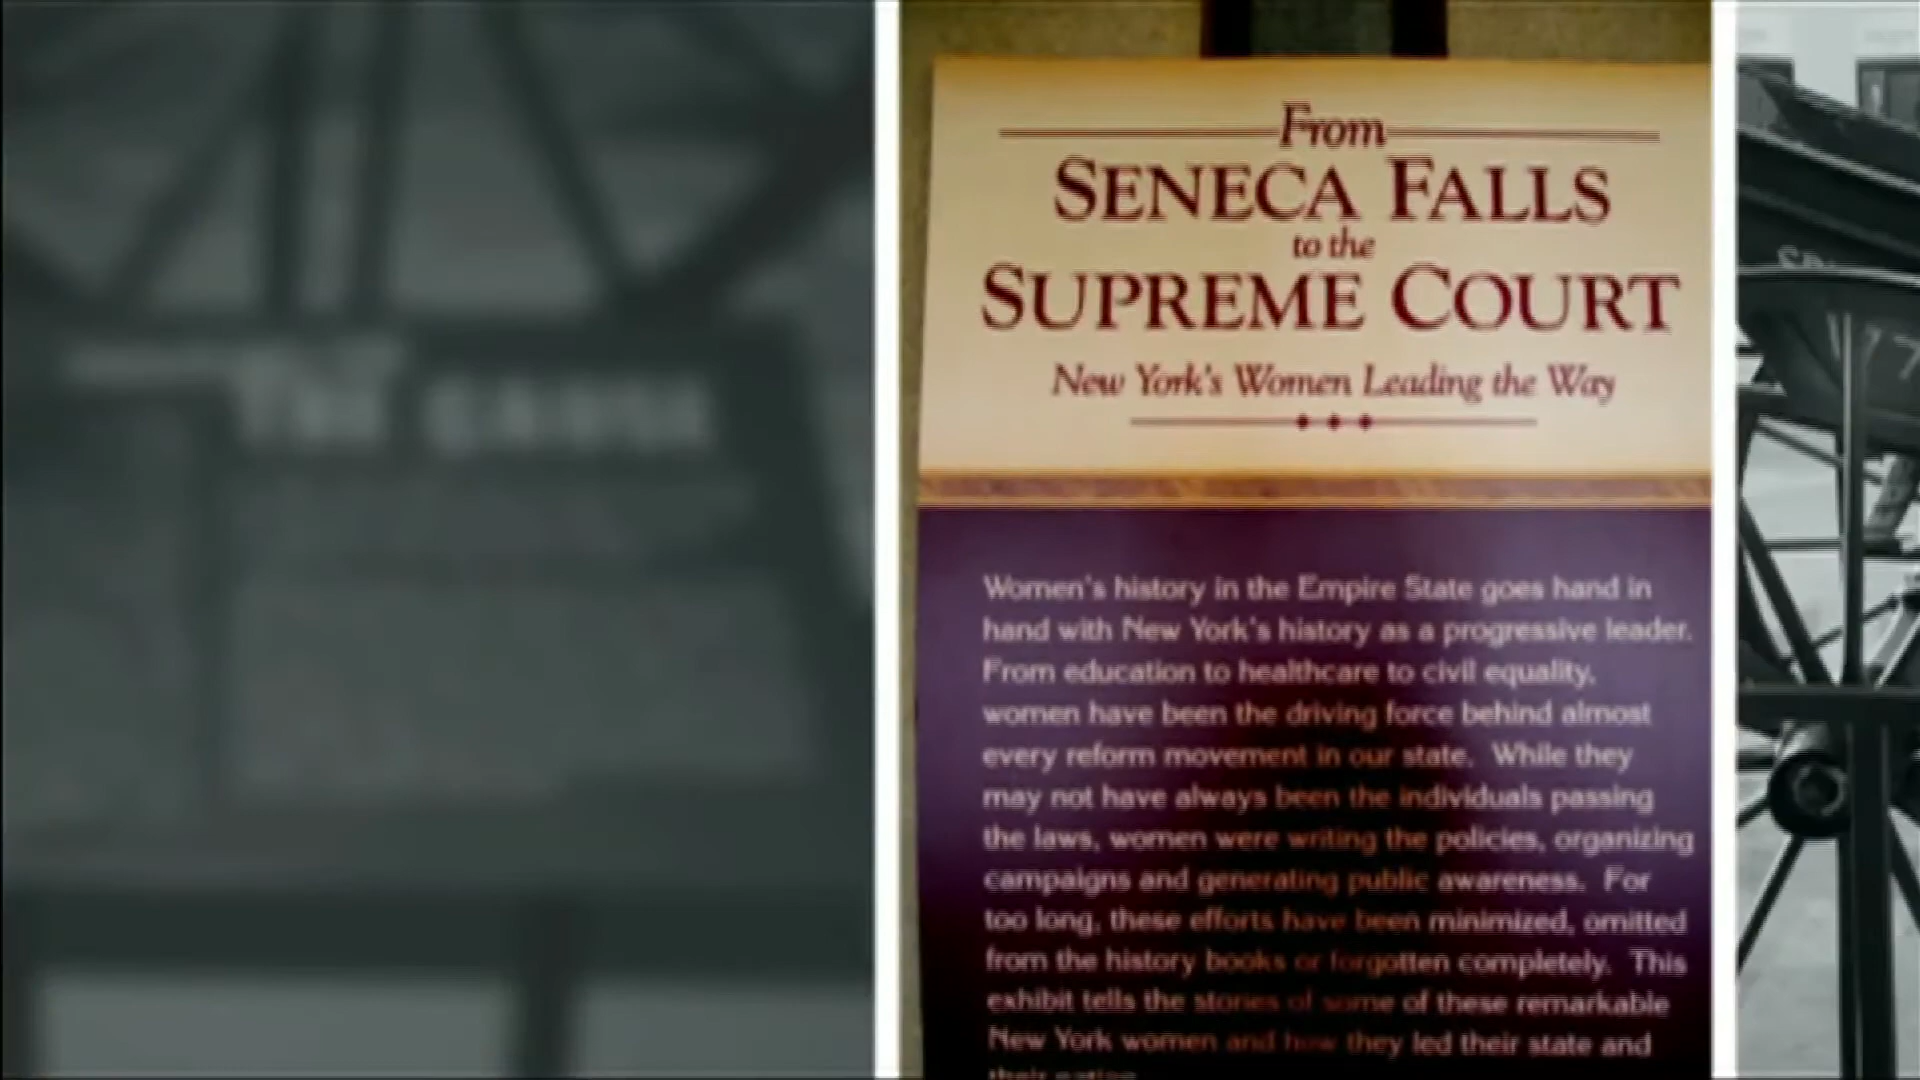 From
SENECA FALLS
to the
SUPREME COURT
New York's Women Leading the Way
Women's history in the Empire State goes hand in
hand with New York's history as a progressive leader.
From education to healthcare to civil equality,
women have been the driving force behind almost
every reform movement in our state. While they
may not have always been the individuals passing
the laws, women were writing the policies, organizing
campaigns and generating public awareness. For
too long, these efforts have been minimized, omitted
from the history books or forgotten completely. This
exhibit tells the stories of some of these remarkable
New York women and how they led their state and